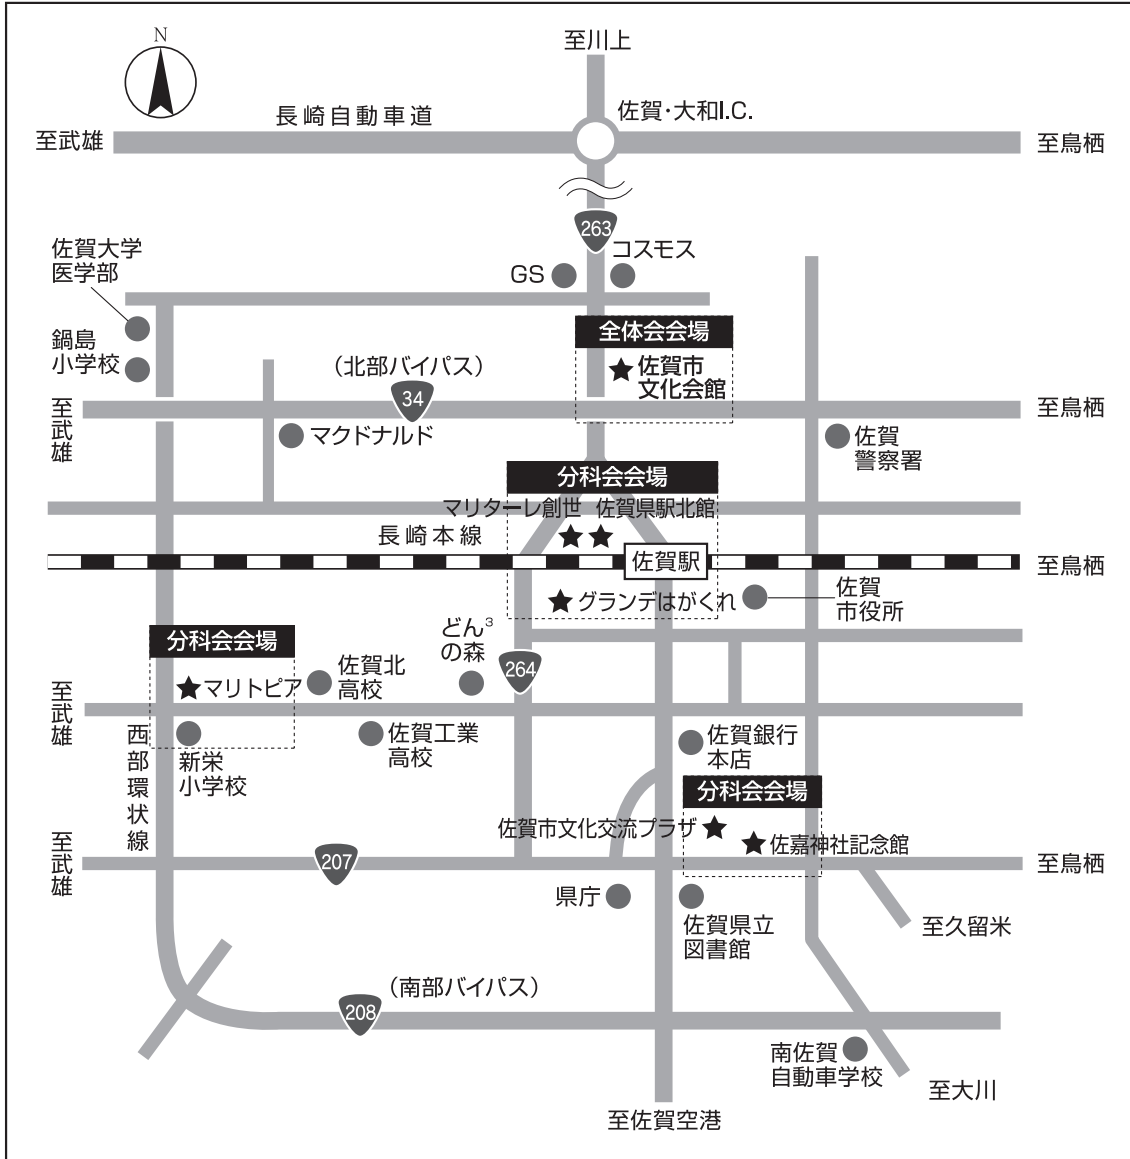 N
至川上
佐賀・大和I.C.
長崎自動車道
至武雄
至鳥栖
263
佐賀大学
医学部
GS
コスモス
鍋島
小学校
全体会会場
佐賀市
文化会館
(北部バイパス)
34
至武雄
至鳥栖
マクドナルド
佐賀
警察署
分科会会場
マリターレ創世
佐賀県駅北館
長崎本線
佐賀駅
至鳥栖
グランデはがくれ
佐賀
市役所
分科会会場
マリトピア
佐賀北
高校
どん3
の森
264
至武雄
西部環状線
新栄
小学校
佐賀工業
高校
佐賀銀行
本店
分科会会場
佐賀市文化交流プラザ
佐嘉神社記念館
至武雄
207
至鳥栖
県庁
佐賀県立
図書館
至久留米
(南部バイパス)
208
南佐賀
自動車学校
至大川
至佐賀空港